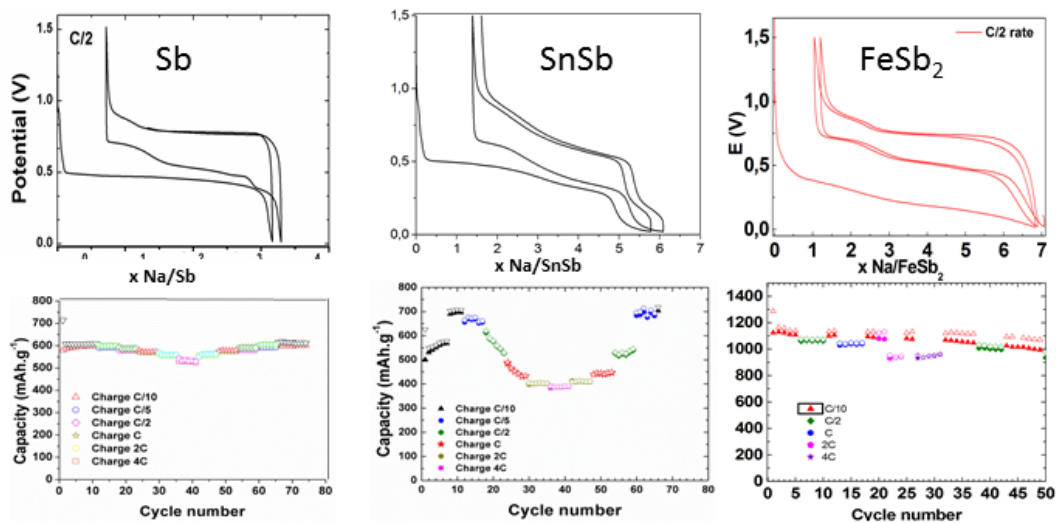 Sb
C/2
Potential (V)
1.5
1.0
0.5
0.0
0
1
2
3
4
x Na/Sb
SnSb
1,5
1,0
0,5
0,0
0
1
2
3
4
5
6
7
x Na/SnSb
FeSb2
C/2 rate
E (V)
1,5
1,0
0,5
0,0
0
1
2
3
4
5
6
7
x Na/FeSb2
Capacity (mAh.g-1)
800
700
600
500
400
300
200
100
0
Charge C/10
Charge C/5
Charge C/2
Charge C
Charge 2C
Charge 4C
0
10
20
30
40
50
60
70
80
Cycle number
Capacity (mAh.g-1)
800
700
600
500
400
300
200
100
0
Charge C/10
Charge C/5
Charge C/2
Charge C
Charge 2C
Charge 4C
0
10
20
30
40
50
60
70
80
Cycle number
1400
1200
1000
800
600
400
200
0
C/10
C/2
C
2C
4C
0
5
10
15
20
25
30
35
40
45
50
Cycle number